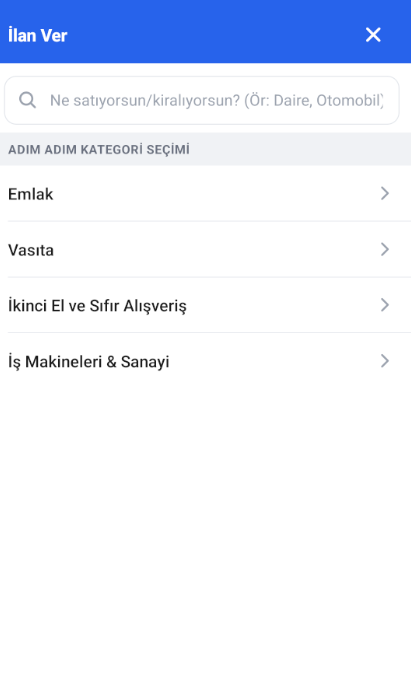 İlan Ver
Ne satıyorsun/kiralıyorsun? (Ör: Daire, Otomobil)
ADIM ADIM KATEGORİ SEÇİMİ
Emlak
Vasıta
İkinci El ve Sıfır Alışveriş
İş Makineleri & Sanayi